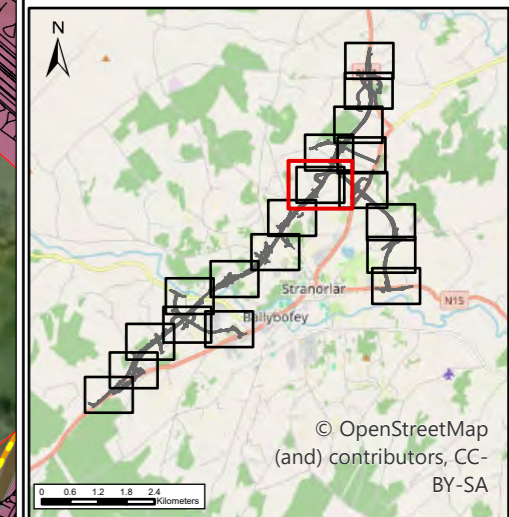 N
Stranorlar
N15
Ballybofey
© OpenStreetMap
(and) contributors, CC-
BY-SA
0 0.6 1.2 1.8 2.4
Kilometers